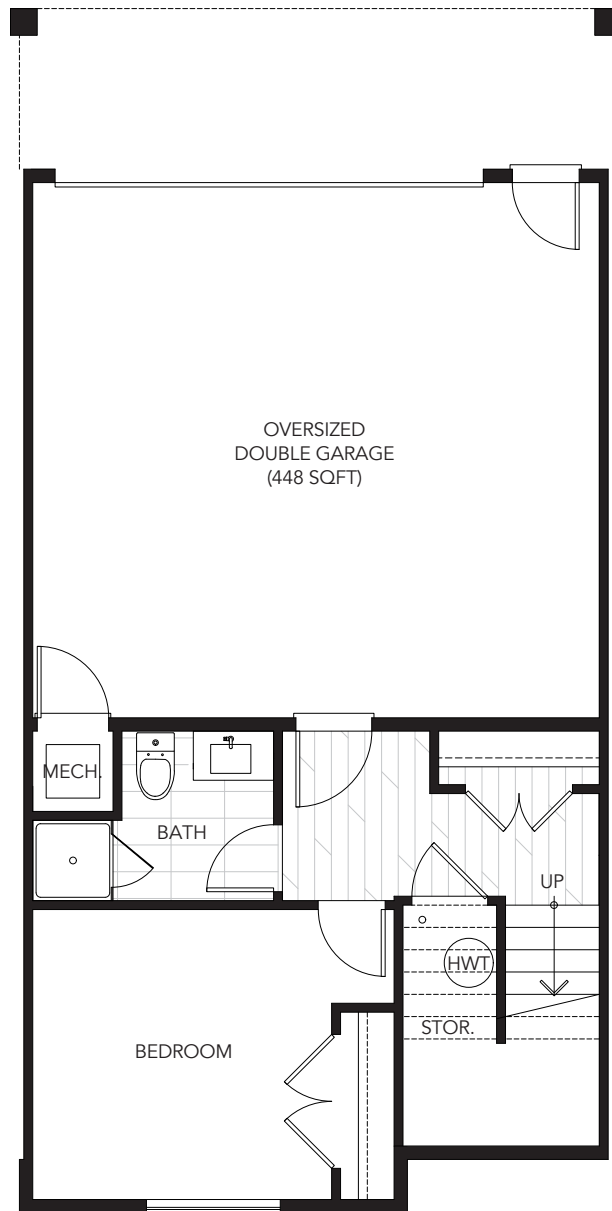 OVERSIZED
DOUBLE GARAGE
(448 SQFT)
MECH.
BATH
UP
HWT
STOR.
BEDROOM